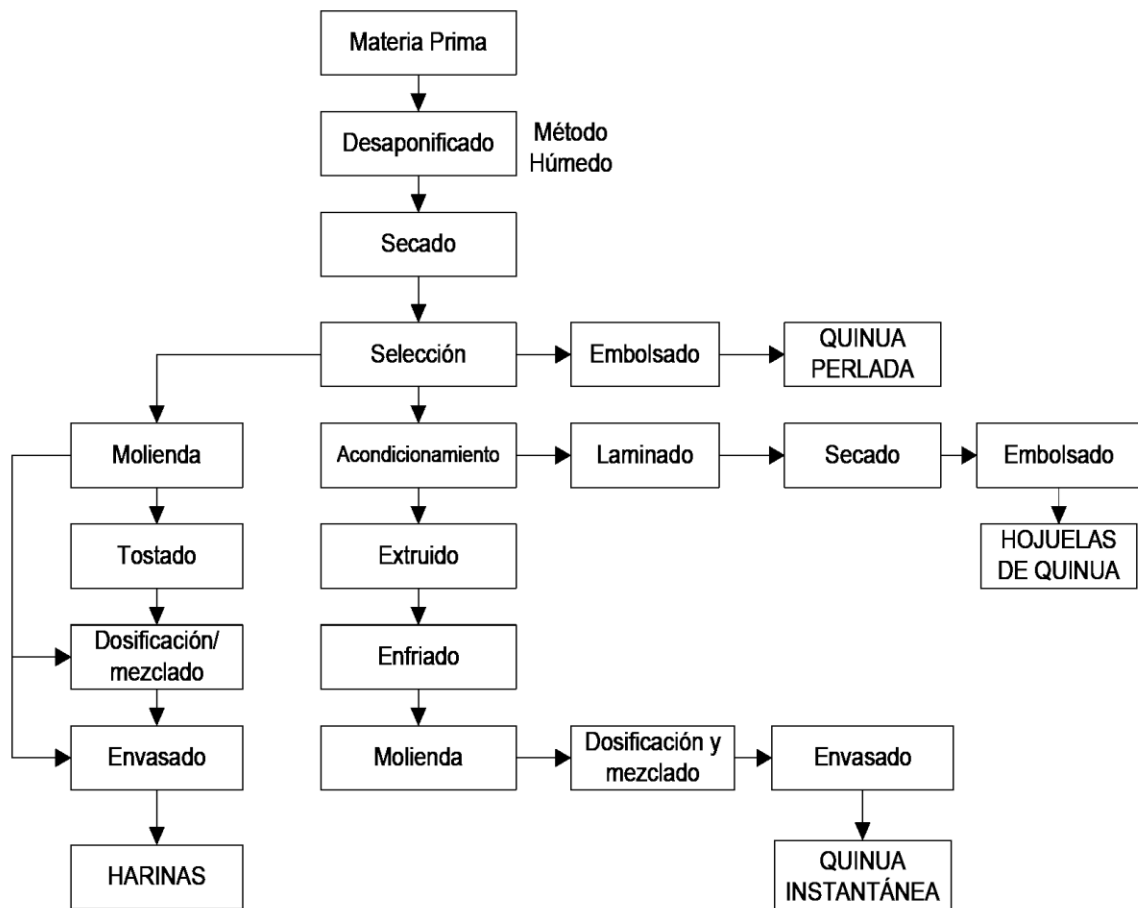 Materia Prima
Desaponificado
Método
Húmedo
Secado
Selección
Embolsado
QUINUA
PERLADA
Molienda
Acondicionamiento
Laminado
Secado
Embolsado
Tostado
Extruido
HOJUELAS
DE QUINUA
Dosificación/
mezclado
Enfriado
Envasado
Molienda
Dosificación y
mezclado
Envasado
HARINAS
QUINUA
INSTANTÁNEA